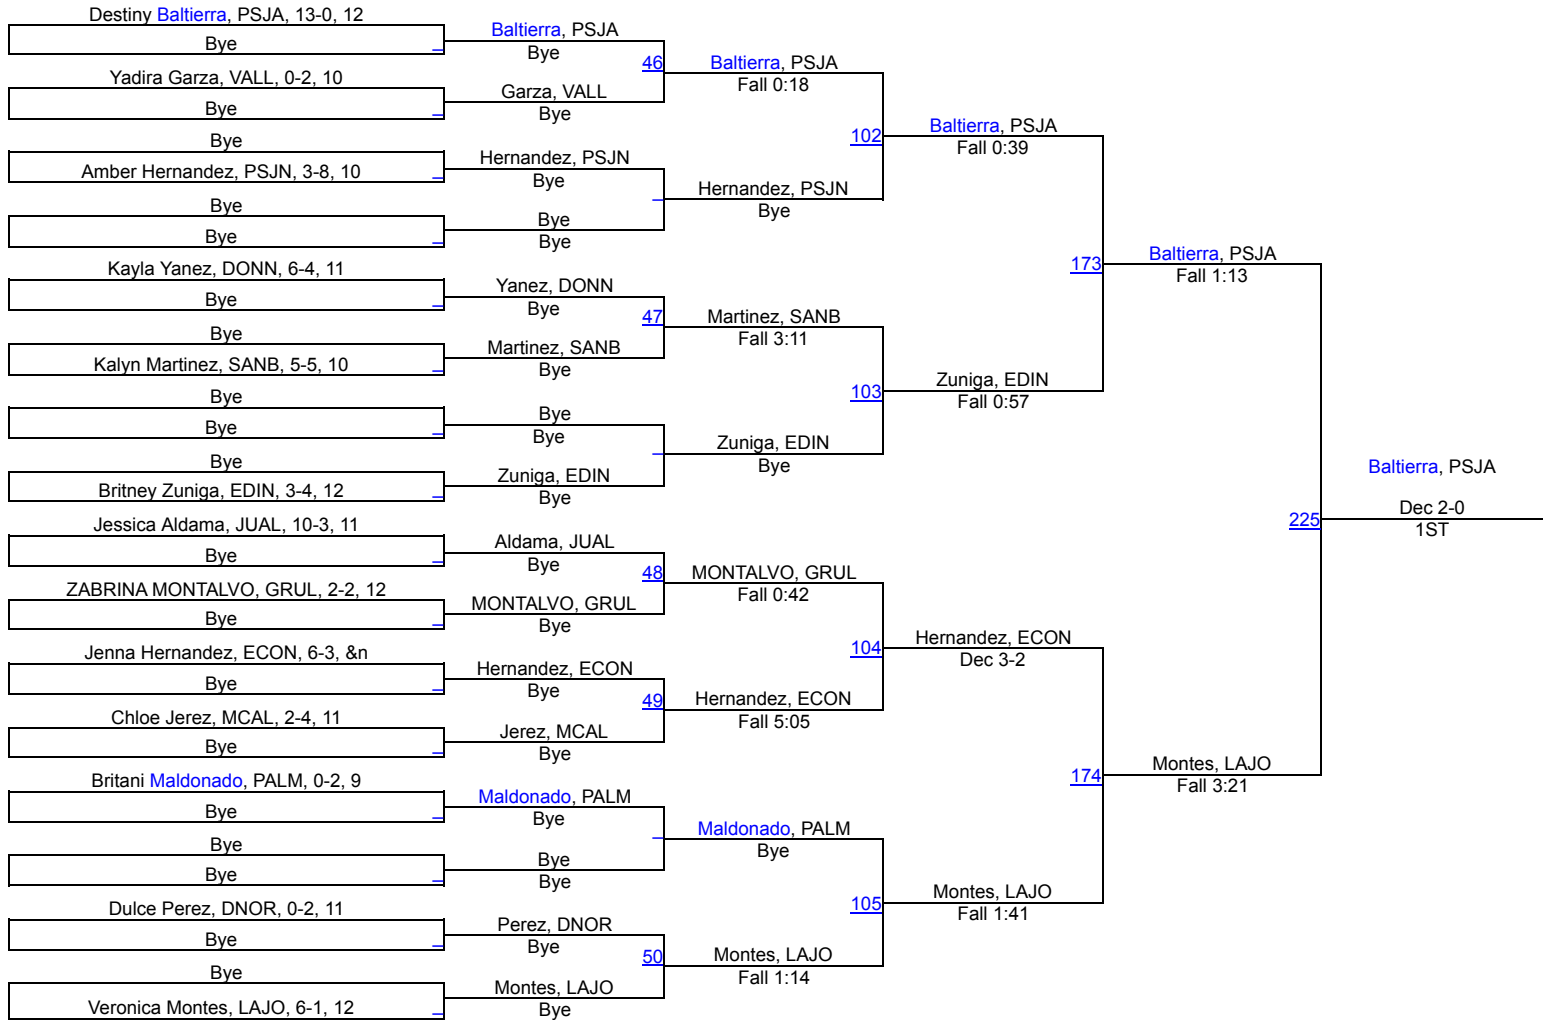 Destiny Baltierra, PSJA, 13-0, 12
Bye
Yadira Garza, VALL, 0-2, 10
Bye
Bye
Amber Hernandez, PSJN, 3-8, 10
Bye
Bye
Kayla Yanez, DONN, 6-4, 11
Bye
Bye
Kalyn Martinez, SANB, 5-5, 10
Bye
Bye
Bye
Britney Zuniga, EDIN, 3-4, 12
Jessica Aldama, JUAL, 10-3, 11
Bye
ZABRINA MONTALVO, GRUL, 2-2, 12
Bye
Jenna Hernandez, ECON, 6-3, &n
Bye
Chloe Jerez, MCAL, 2-4, 11
Bye
Britani Maldonado, PALM, 0-2, 9
Bye
Bye
Bye
Dulce Perez, DNOR, 0-2, 11
Bye
Bye
Veronica Montes, LAJO, 6-1, 12
Baltierra, PSJA
Bye
46
Garza, VALL
Bye
Hernandez, PSJN
Bye
Bye
Bye
Yanez, DONN
Bye
47
Martinez, SANB
Bye
Bye
Bye
Zuniga, EDIN
Bye
Aldama, JUAL
Bye
48
MONTALVO, GRUL
Bye
Hernandez, ECON
Bye
49
Jerez, MCAL
Bye
Maldonado, PALM
Bye
Bye
Bye
Perez, DNOR
Bye
50
Montes, LAJO
Bye
Baltierra, PSJA
Fall 0:18
102
Hernandez, PSJN
Bye
Martinez, SANB
Fall 3:11
103
Zuniga, EDIN
Bye
MONTALVO, GRUL
Fall 0:42
104
Hernandez, ECON
Fall 5:05
Maldonado, PALM
Bye
105
Montes, LAJO
Fall 1:14
Baltierra, PSJA
Fall 0:39
173
Zuniga, EDIN
Fall 0:57
Hernandez, ECON
Dec 3-2
174
Montes, LAJO
Fall 1:41
Baltierra, PSJA
Fall 1:13
225
Montes, LAJO
Fall 3:21
Baltierra, PSJA
Dec 2-0
1ST